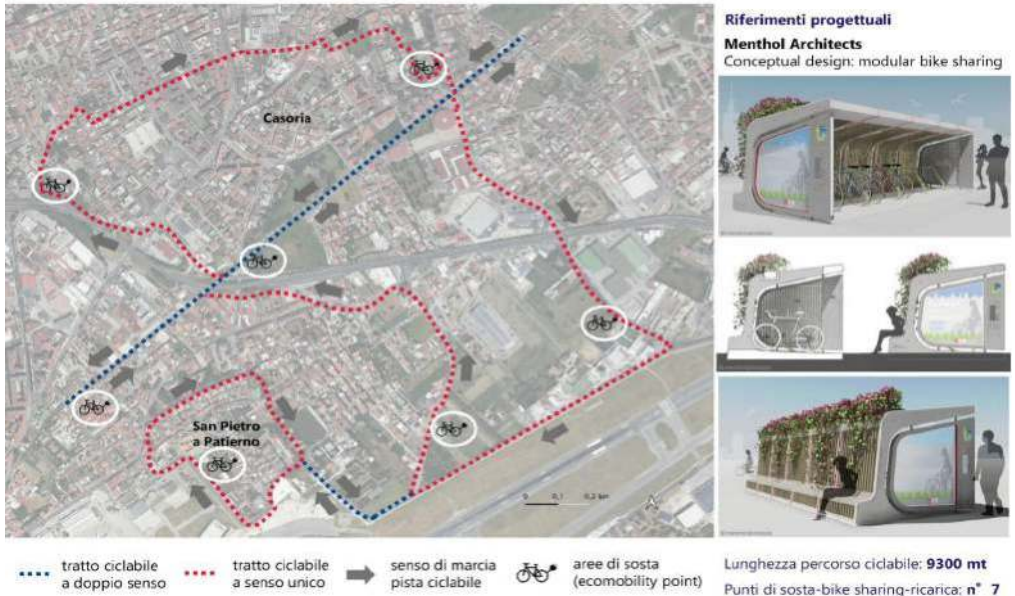 Casoria
San Pietro
a Patierno
0 0,1 0,2 km
tratto ciclabile
a doppio senso
tratto ciclabile
a senso unico
senso di marcia
pista ciclabile
aree di sosta
(ecomobility point)
Riferimenti progettuali
Menthol Architects
Conceptual design: modular bike sharing
Lunghezza percorso ciclabile: 9300 mt
Punti di sosta-bike sharing-ricarica: n° 7